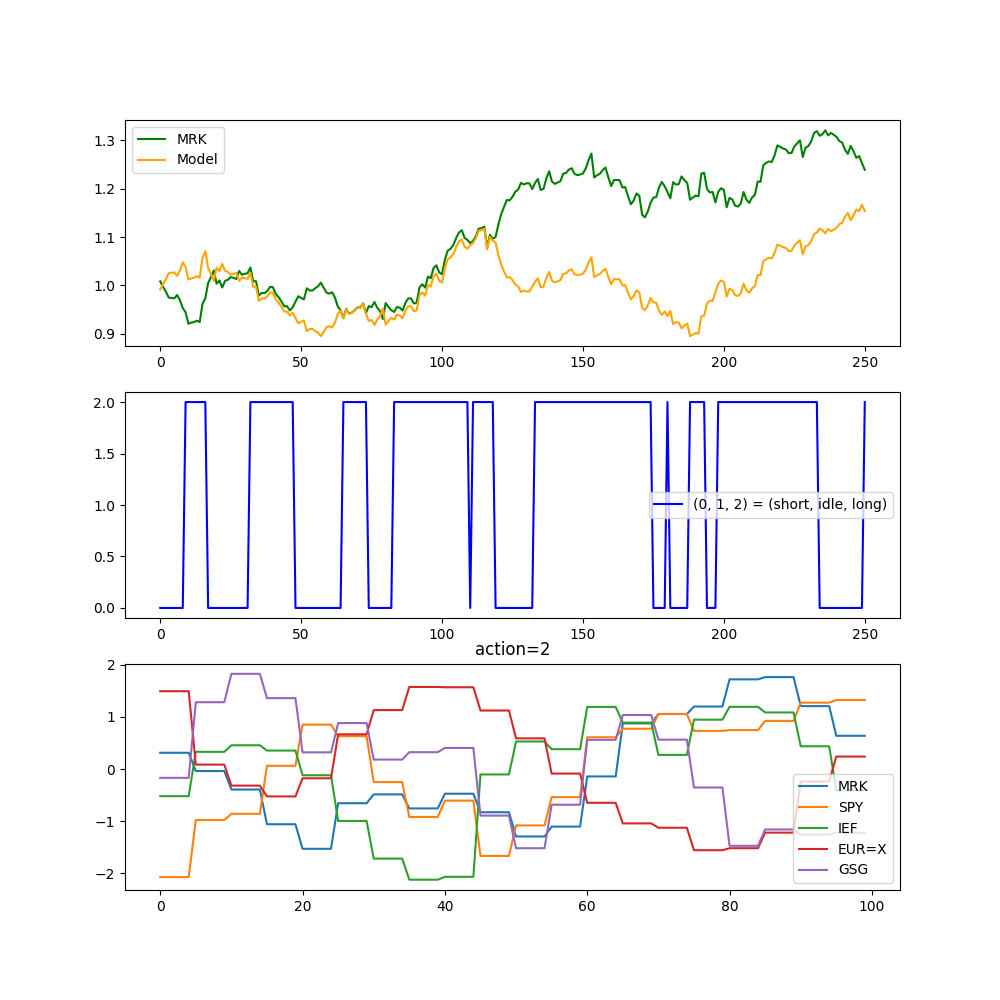 MRK
Model
1.3
1.2
1.1
1.0
0.9
0 50 100 150 200 250
2.0
1.5
1.0
0.5
0.0
(0, 1, 2) = (short, idle, long)
0 50 100 150 200 250
action=2
2
1
0
−1
−2
MRK
SPY
IEF
EUR=X
GSG
0 20 40 60 80 100